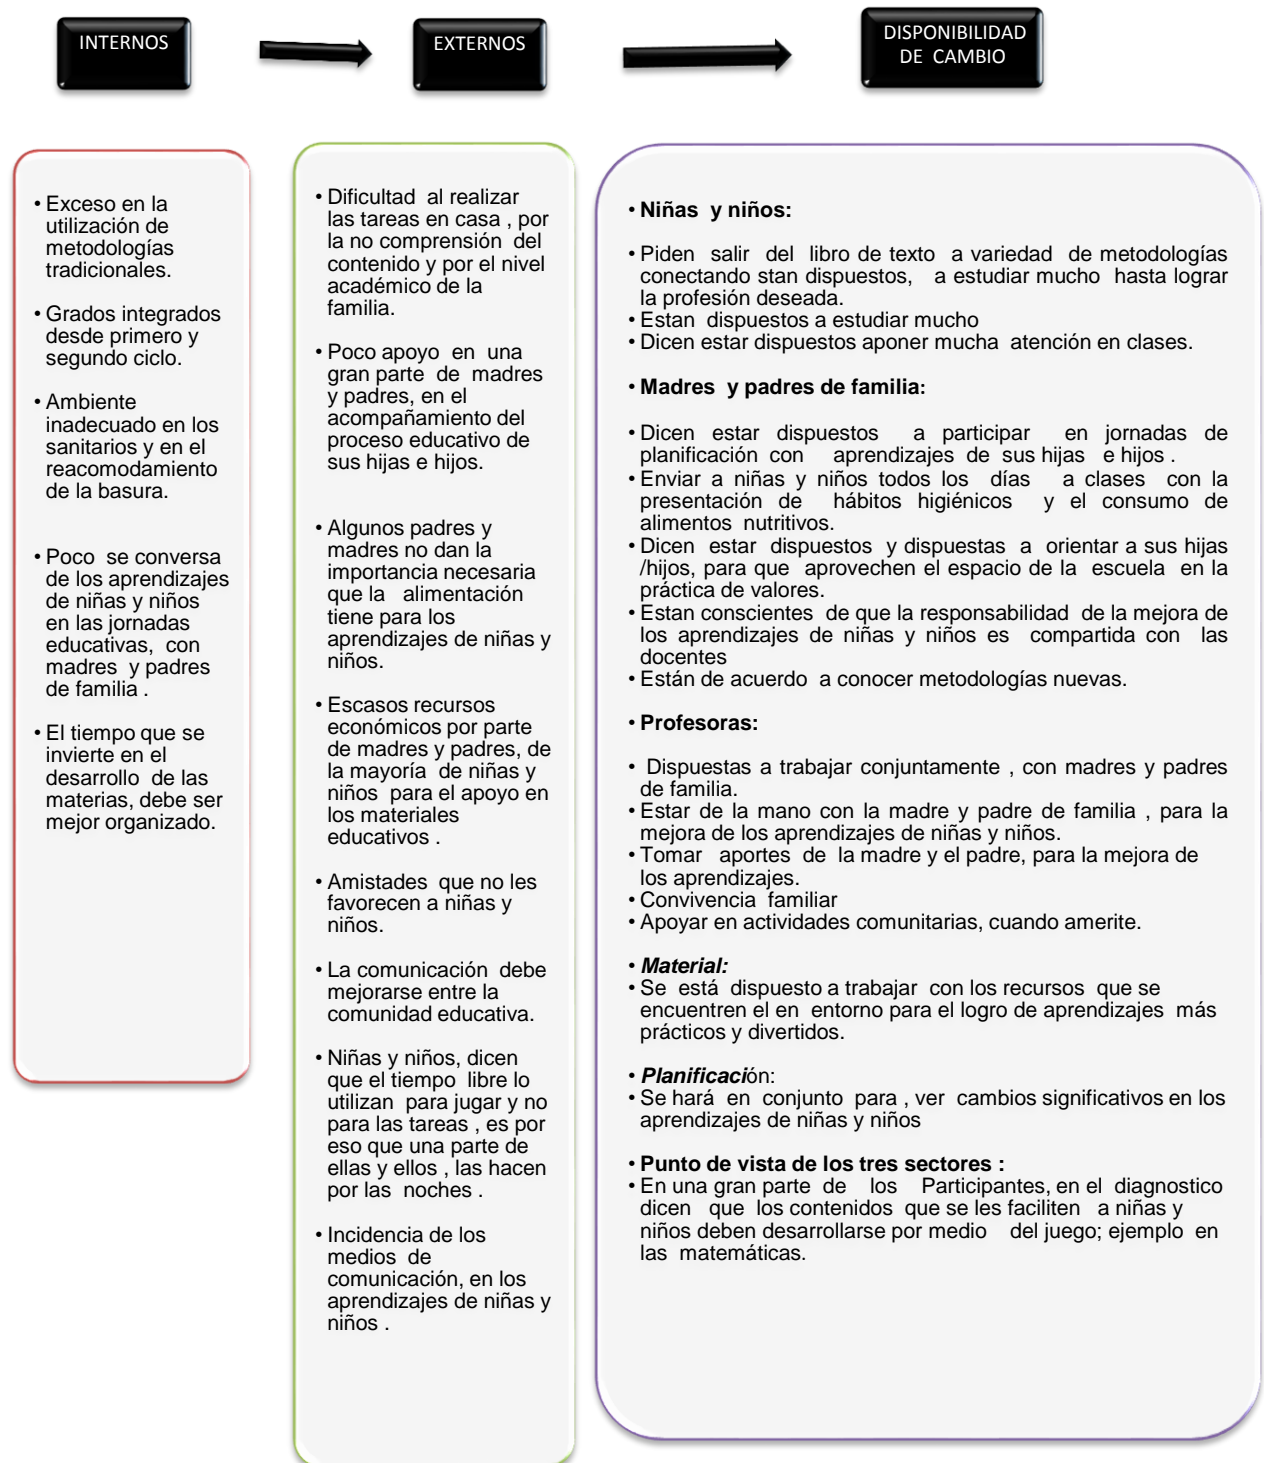 INTERNOS
EXTERNOS
DISPONIBILIDAD
DE CAMBIO
• Exceso en la
utilización de
metodologías
tradicionales.
• Grados integrados
desde primero y
segundo ciclo.
• Ambiente
inadecuado en los
sanitarios y en el
reacomodamiento
de la basura.
• Poco se conversa
de los aprendizajes
de niñas y niños
en las jornadas
educativas, con
madres y padres
de familia .
• El tiempo que se
invierte en el
desarrollo de las
materias, debe ser
mejor organizado.
• Dificultad al realizar
las tareas en casa , por
la no comprensión del
contenido y por el nivel
académico de la
familia.
• Poco apoyo en una
gran parte de madres
y padres, en el
acompañamiento del
proceso educativo de
sus hijas e hijos.
• Algunos padres y
madres no dan la
importancia necesaria
que la alimentación
tiene para los
aprendizajes de niñas y
niños.
• Escasos recursos
económicos por parte
de madres y padres, de
la mayoría de niñas y
niños para el apoyo en
los materiales
educativos .
• Amistades que no les
favorecen a niñas y
niños.
• La comunicación debe
mejorarse entre la
comunidad educativa.
• Niñas y niños, dicen
que el tiempo libre lo
utilizan para jugar y no
para las tareas , es por
eso que una parte de
ellas y ellos , las hacen
por las noches .
• Incidencia de los
medios de
comunicación, en los
aprendizajes de niñas y
niños .
• Niñas y niños:
• Piden salir del libro de texto a variedad de metodologías
conectando stan dispuestos, a estudiar mucho hasta lograr
la profesión deseada.
• Estan dispuestos a estudiar mucho
• Dicen estar dispuestos aponer mucha atención en clases.
• Madres y padres de familia:
• Dicen estar dispuestos a participar en jornadas de
planificación con aprendizajes de sus hijas e hijos .
• Enviar a niñas y niños todos los días a clases con la
presentación de hábitos higiénicos y el consumo de
alimentos nutritivos.
• Dicen estar dispuestos y dispuestas a orientar a sus hijas
/hijos, para que aprovechen el espacio de la escuela en la
práctica de valores.
• Estan conscientes de que la responsabilidad de la mejora de
los aprendizajes de niñas y niños es compartida con las
docentes
• Están de acuerdo a conocer metodologías nuevas.
• Profesoras:
• Dispuestas a trabajar conjuntamente , con madres y padres
de familia.
• Estar de la mano con la madre y padre de familia , para la
mejora de los aprendizajes de niñas y niños.
• Tomar aportes de la madre y el padre, para la mejora de
los aprendizajes.
• Convivencia familiar
• Apoyar en actividades comunitarias, cuando amerite.
• Material:
• Se está dispuesto a trabajar con los recursos que se
encuentren el en entorno para el logro de aprendizajes más
prácticos y divertidos.
• Planificación:
• Se hará en conjunto para , ver cambios significativos en los
aprendizajes de niñas y niños
• Punto de vista de los tres sectores :
• En una gran parte de los Participantes, en el diagnostico
dicen que los contenidos que se les faciliten a niñas y
niños deben desarrollarse por medio del juego; ejemplo en
las matemáticas.